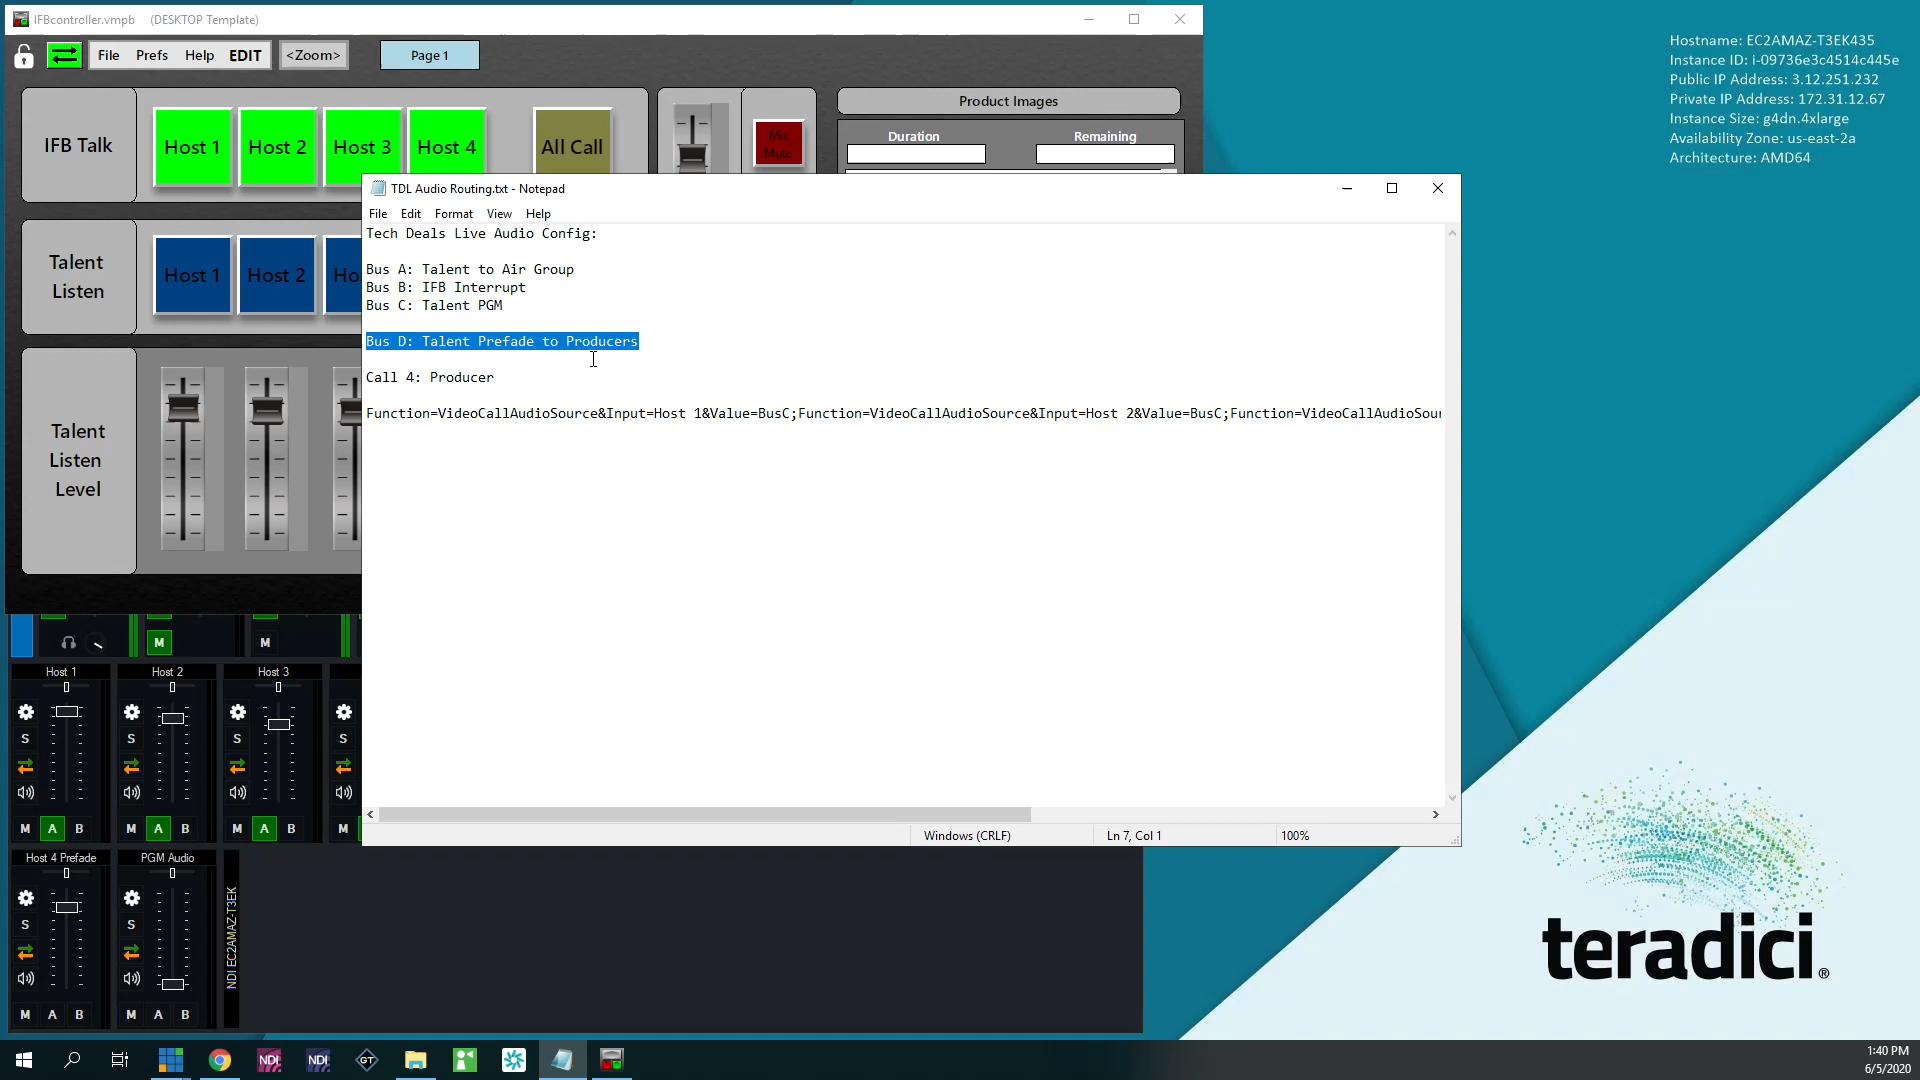 IFBcontroller.vmpb (DESKTOP Template)
File Prefs Help EDIT <Zoom> Page 1
IFB Talk
Host 1
Host 2
Host 3
Host 4
All Call
Mic
Mute
Product Images
Duration
Remaining
Talent
Listen
Host 1
Host 2
Ho
Talent
Listen
Level
TDL Audio Routing.txt - Notepad
File Edit Format View Help
Tech Deals Live Audio Config:
Bus A: Talent to Air Group
Bus B: IFB Interrupt
Bus C: Talent PGM
Bus D: Talent Prefade to Producers
Call 4: Producer
Function=VideoCallAudioSource&Input=Host 1&Value=BusC;Function=VideoCallAudioSource&Input=Host 2&Value=BusC;Function=VideoCallAudioSour
Windows (CRLF)
Ln 7, Col 1
100%
M
M
Host 1
Host 2
Host 3
S
S
S
S
M A B
M A B
M A B
M
Host 4 Prefade
PGM Audio
S
S
M A B
M A B
NDI EC2AMAZ-T3EK
Hostname: EC2AMAZ-T3EK435
Instance ID: i-09736e3c4514c445e
Public IP Address: 3.12.251.232
Private IP Address: 172.31.12.67
Instance Size: g4dn.4xlarge
Availability Zone: us-east-2a
Architecture: AMD64
teradici®
NDI
NDI
GT
1:40 PM
6/5/2020